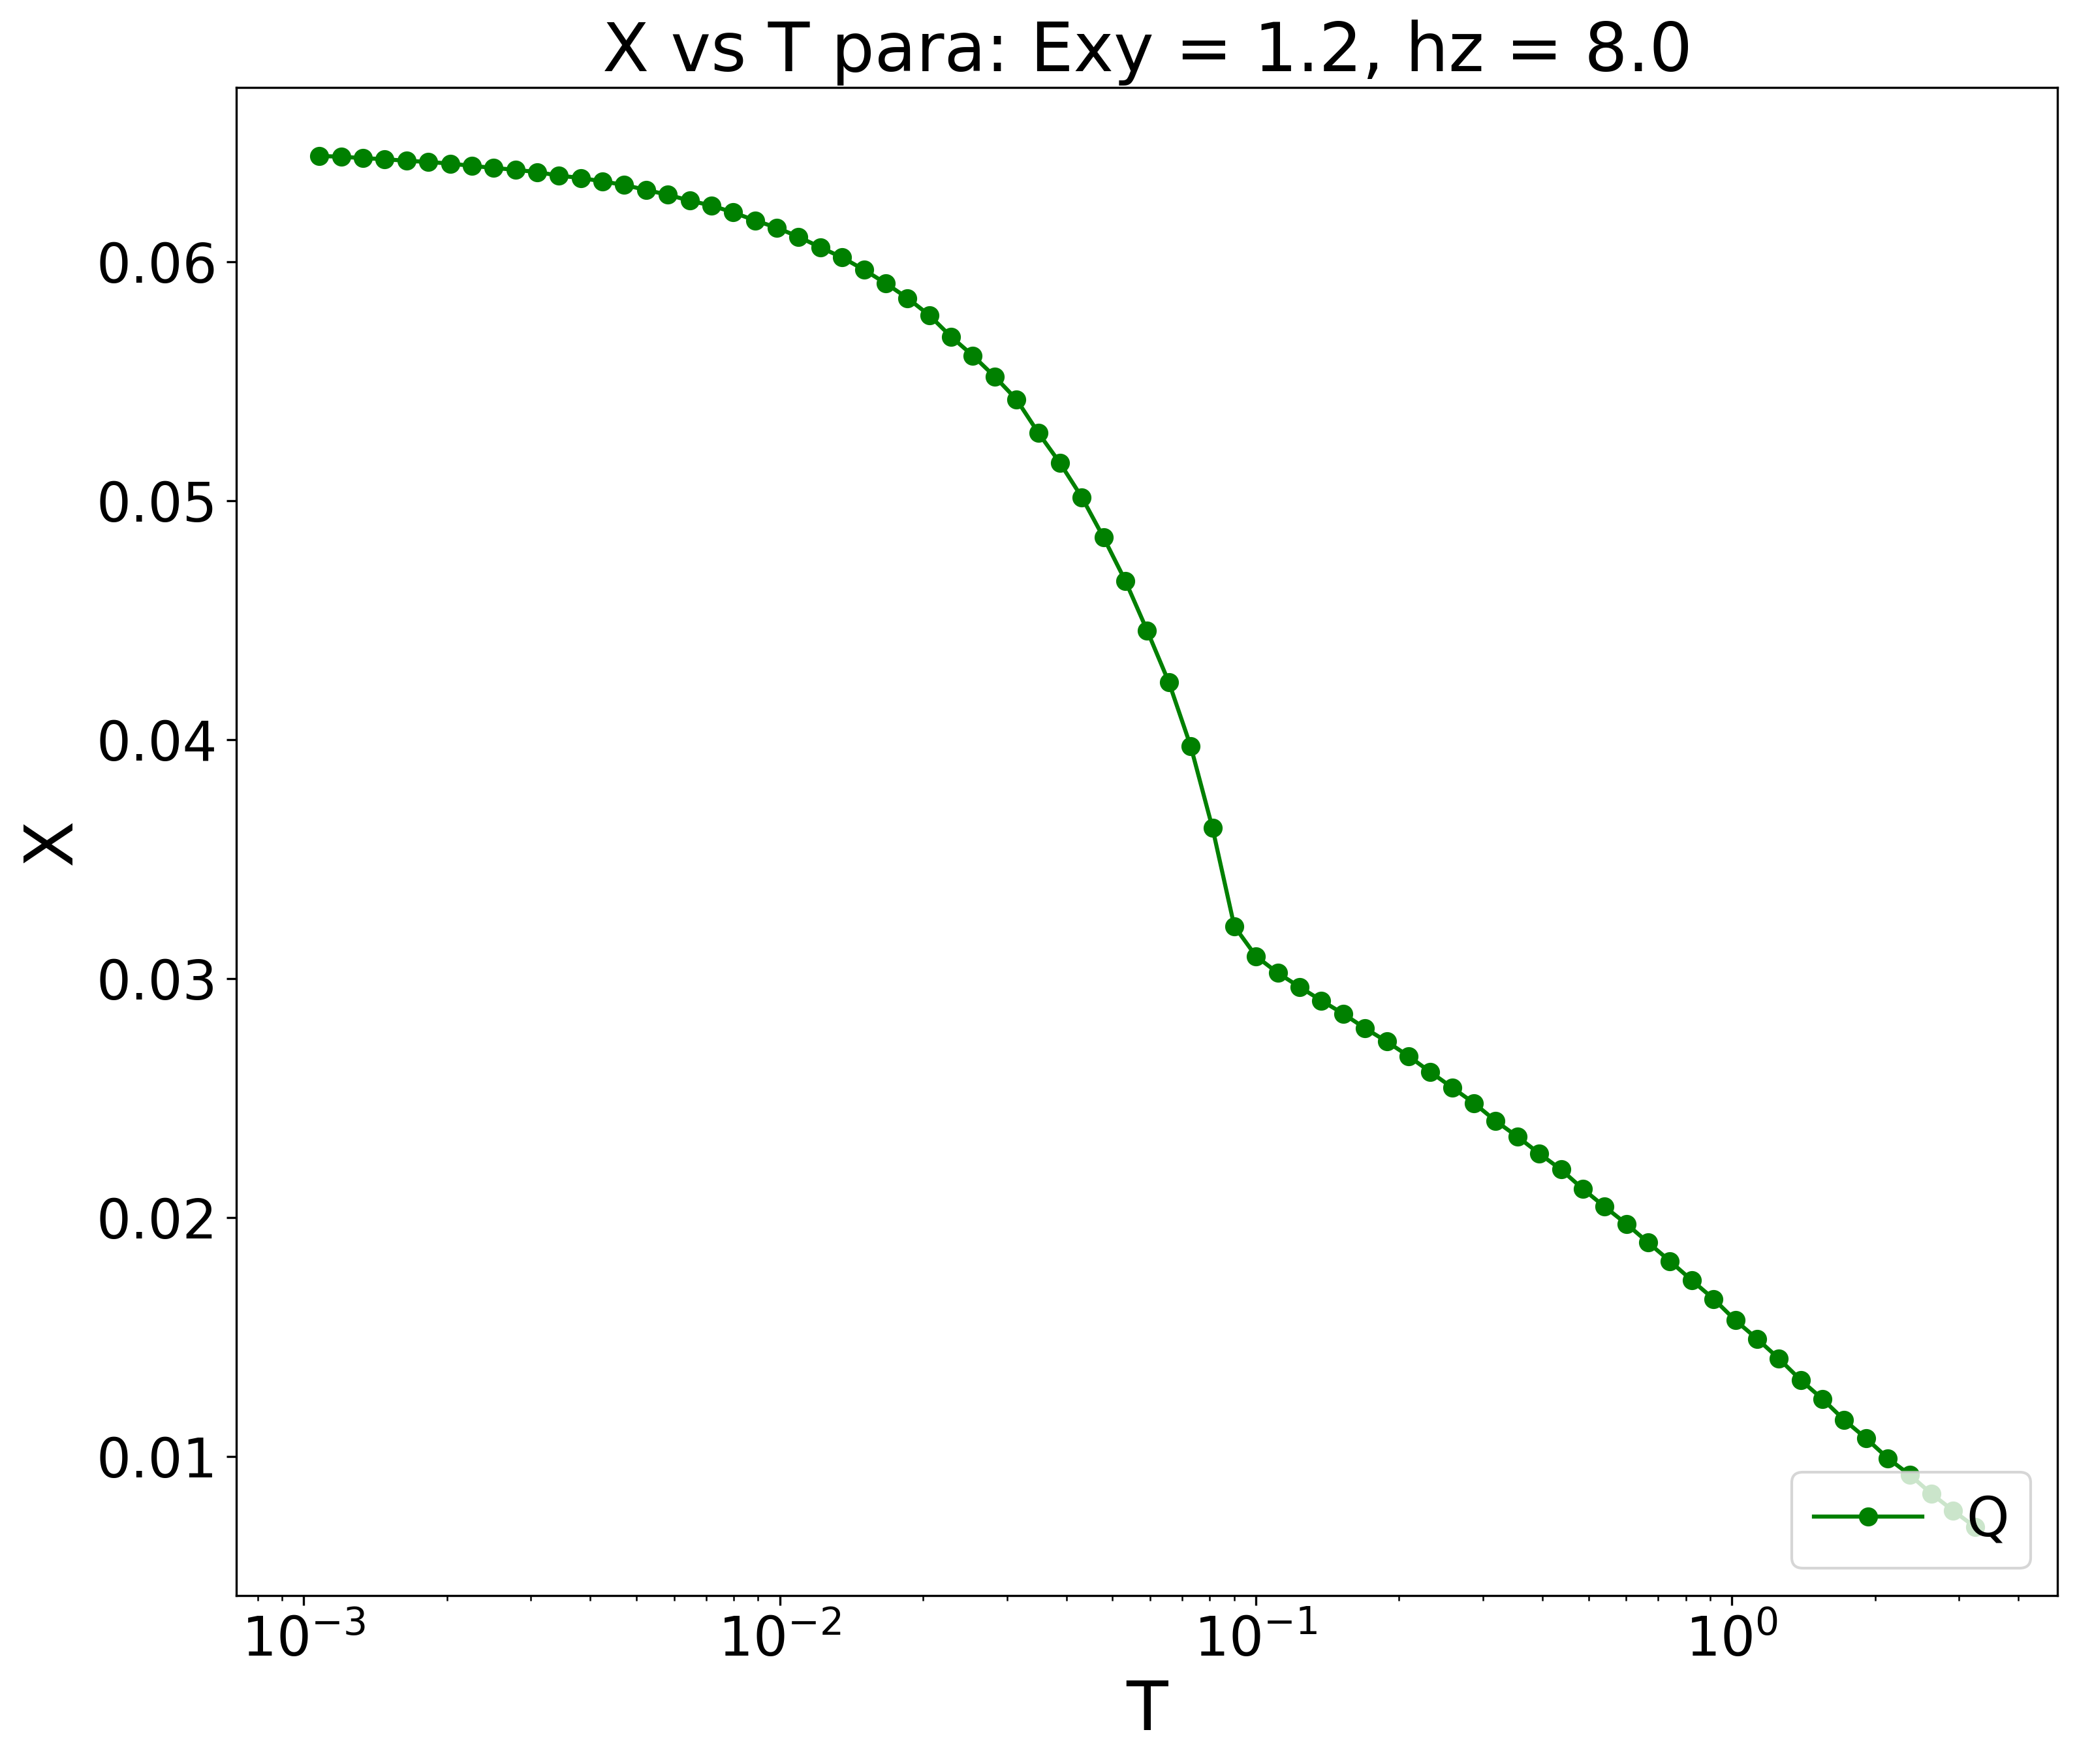 X vs T para: Exy = 1.2, hz = 8.0
X
0.06
0.05
0.04
0.03
0.02
0.01
10⁻³ 10⁻² 10⁻¹ 10⁰
T
Q